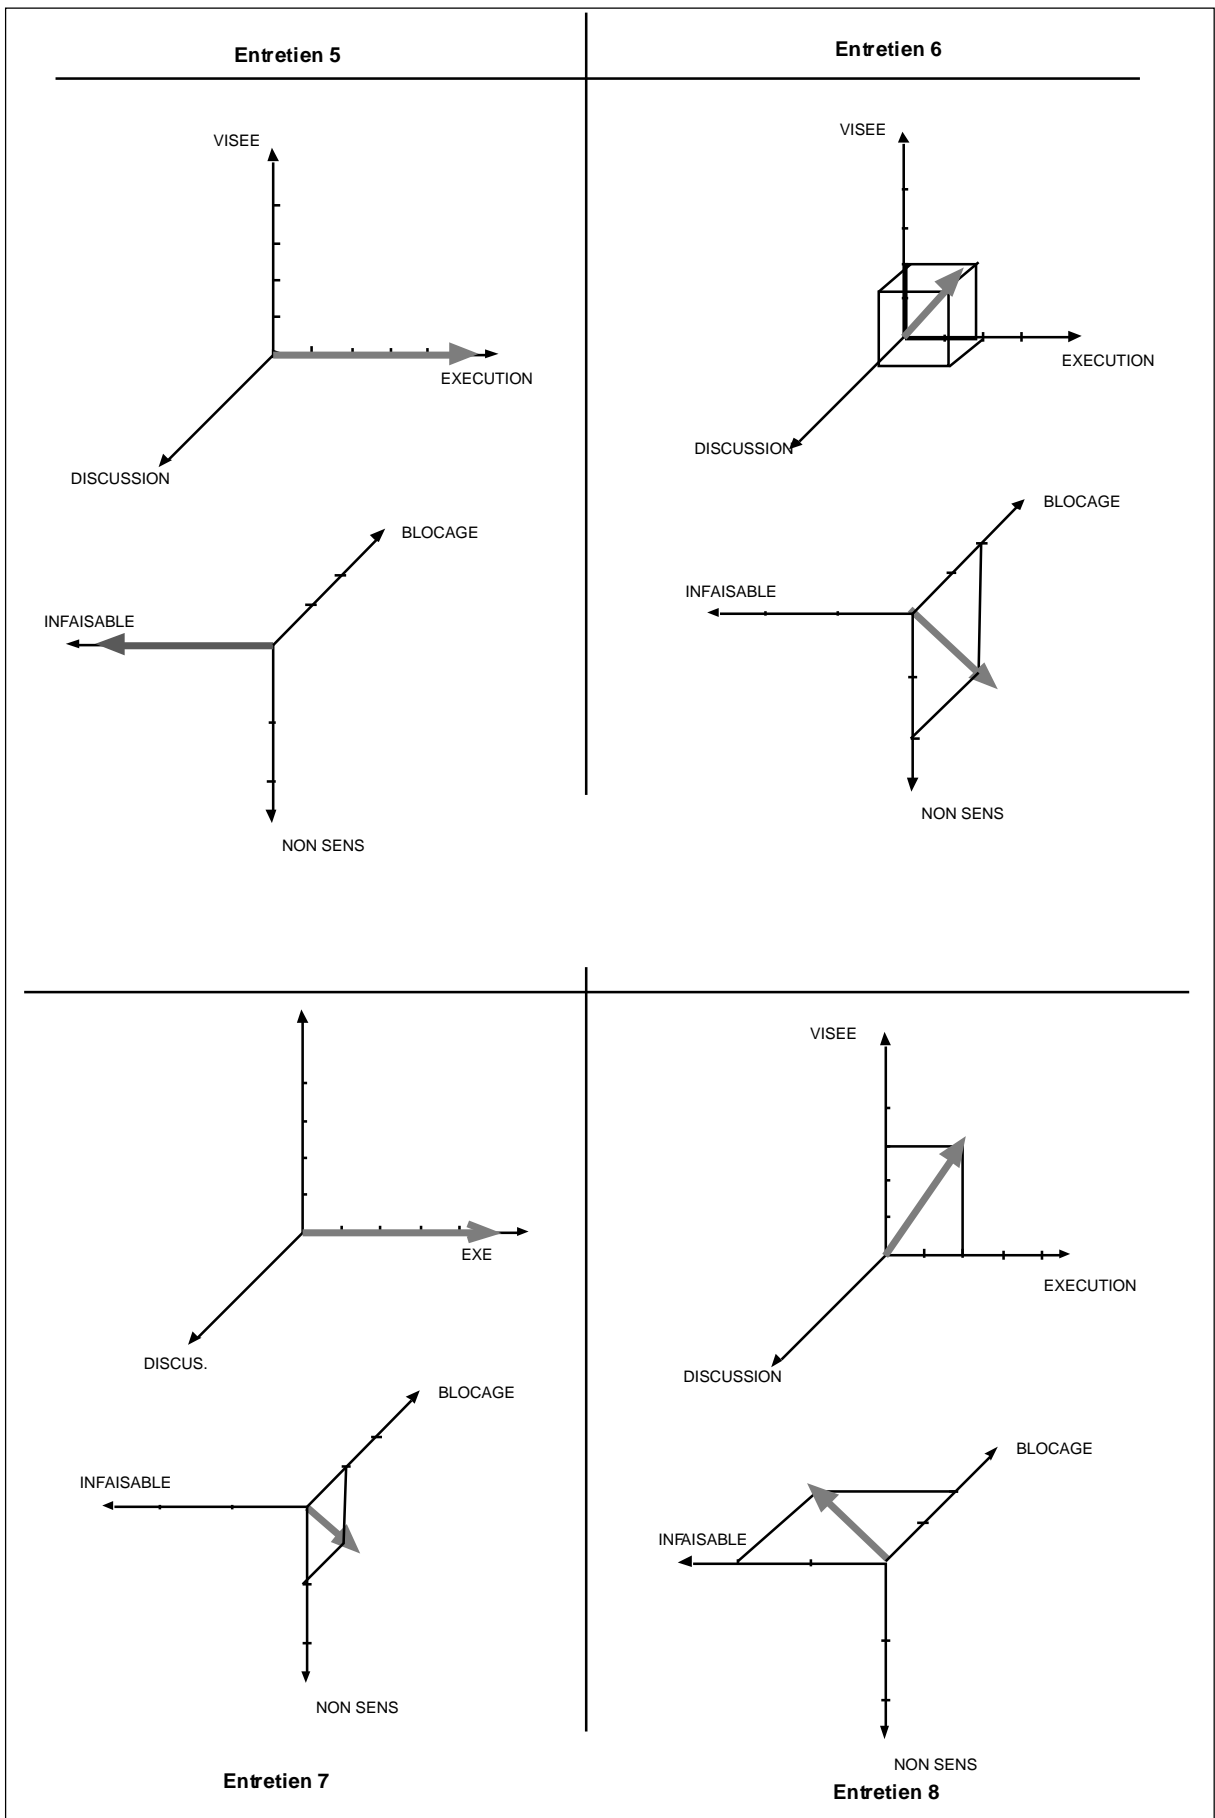 Entretien 5
VISEE
EXECUTION
DISCUSSION
BLOCAGE
INFAISABLE
NON SENS
Entretien 6
VISEE
EXECUTION
DISCUSSION
BLOCAGE
INFAISABLE
NON SENS
EXE
DISCUS.
BLOCAGE
INFAISABLE
NON SENS
Entretien 7
VISEE
EXECUTION
DISCUSSION
BLOCAGE
INFAISABLE
NON SENS
Entretien 8